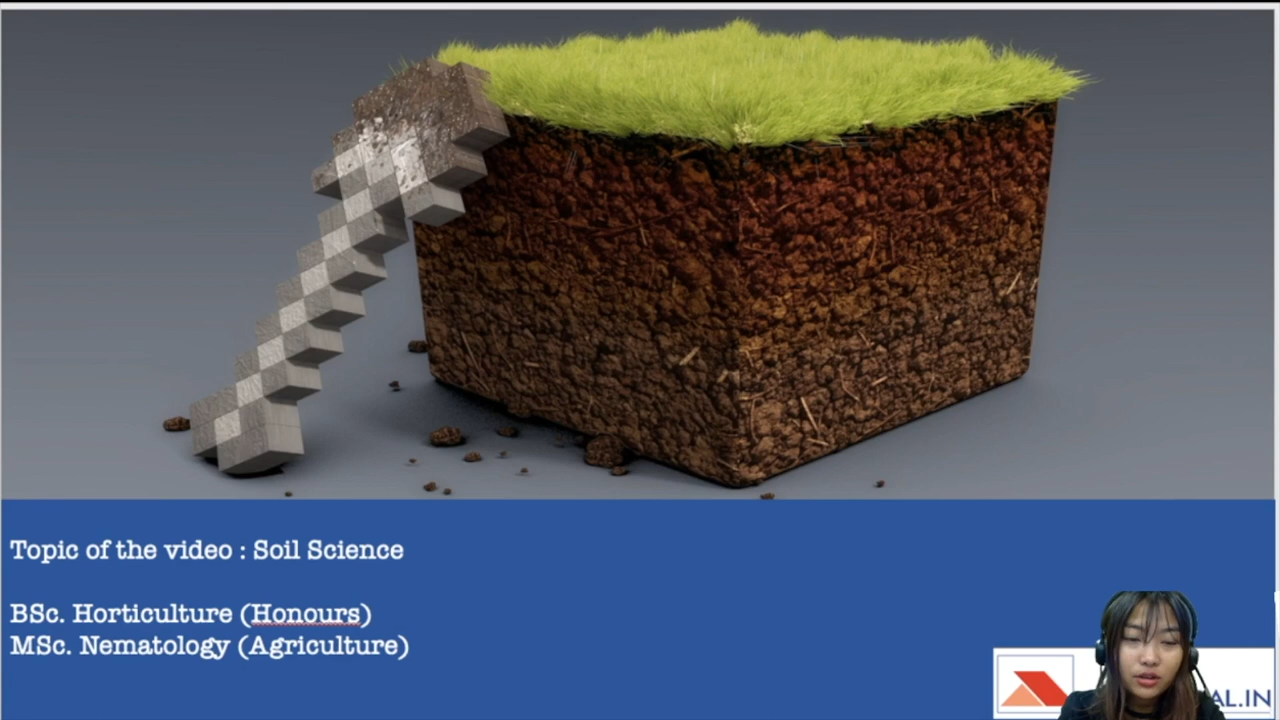 Topic of the video : Soil Science
BSc. Horticulture (Honours)
MSc. Nematology (Agriculture)